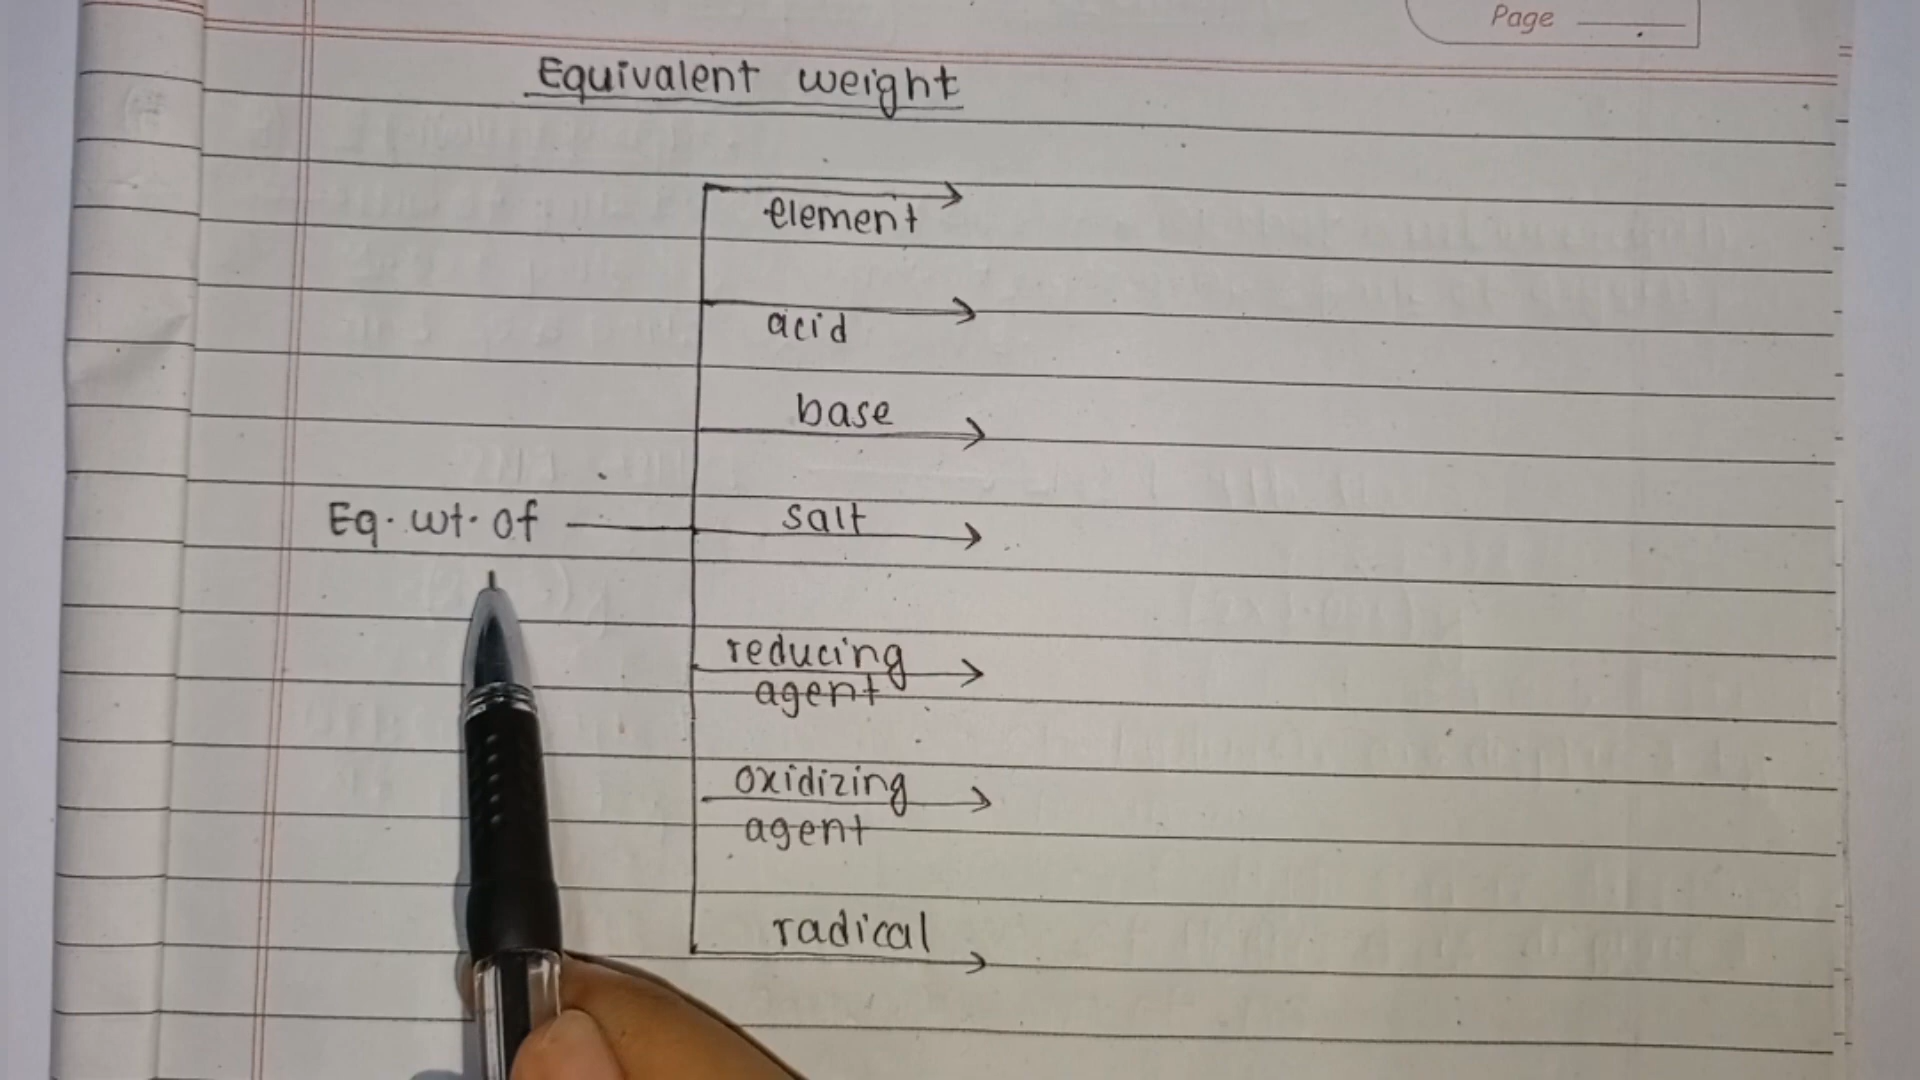 Page
Equivalent weight
element
acid
base
Eq. wt. of
salt
reducing
agent
oxidizing
agent
radical